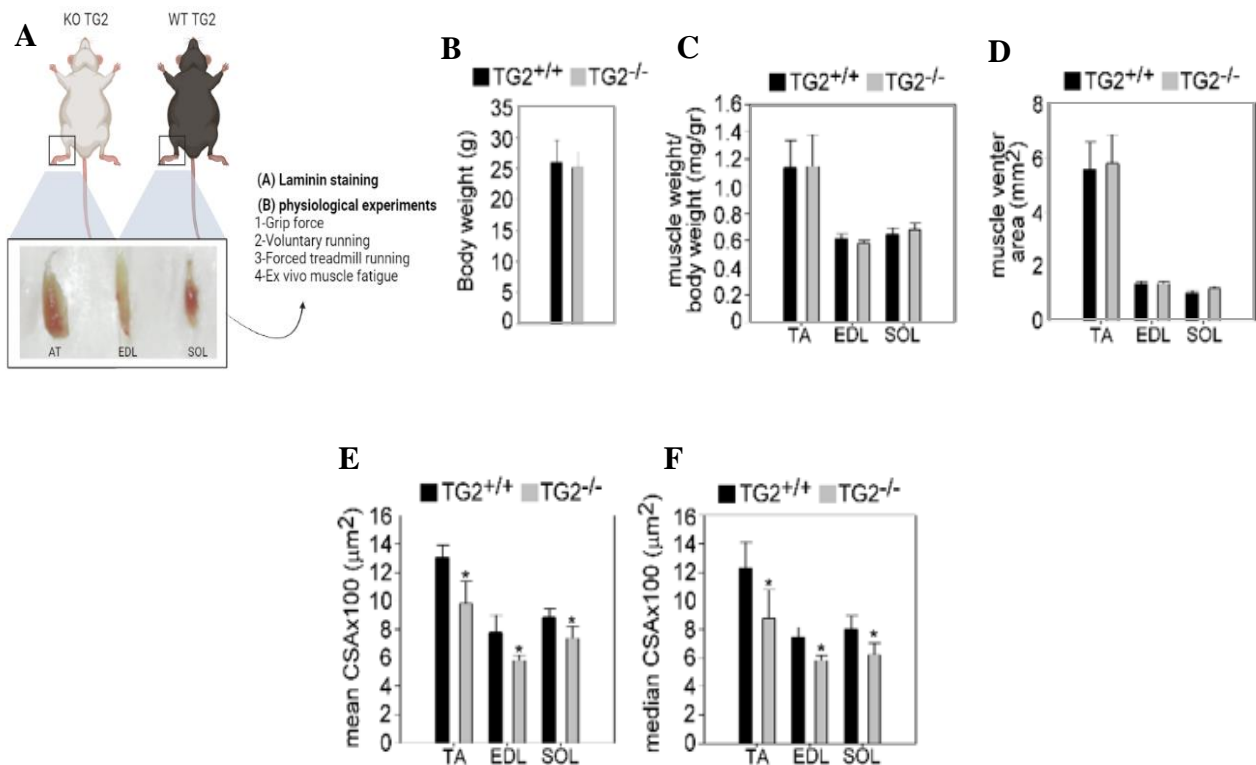 A
KO TG2
WT TG2
(A) Laminin staining
(B) physiological experiments
1-Grip force
2-Voluntary running
3-Forced treadmill running
4-Ex vivo muscle fatigue
AT
EDL
SOL
B
TG2+/+ TG2-/-
Body weight (g)
35
30
25
20
15
10
5
0
C
TG2+/+ TG2-/-
muscle weight/
body weight (mg/gr)
1.6
1.4
1.2
1
0.8
0.6
0.4
0.2
0
TA EDL SOL
D
TG2+/+ TG2-/-
muscle venter
area (mm2)
8
6
4
2
0
TA EDL SOL
E
TG2+/+ TG2-/-
mean CSAx100 (µm2)
16
14
12
10
8
6
4
2
0
* * *
TA EDL SOL
F
TG2+/+ TG2-/-
median CSAx100 (µm2)
16
14
12
10
8
6
4
2
0
* * *
TA EDL SOL